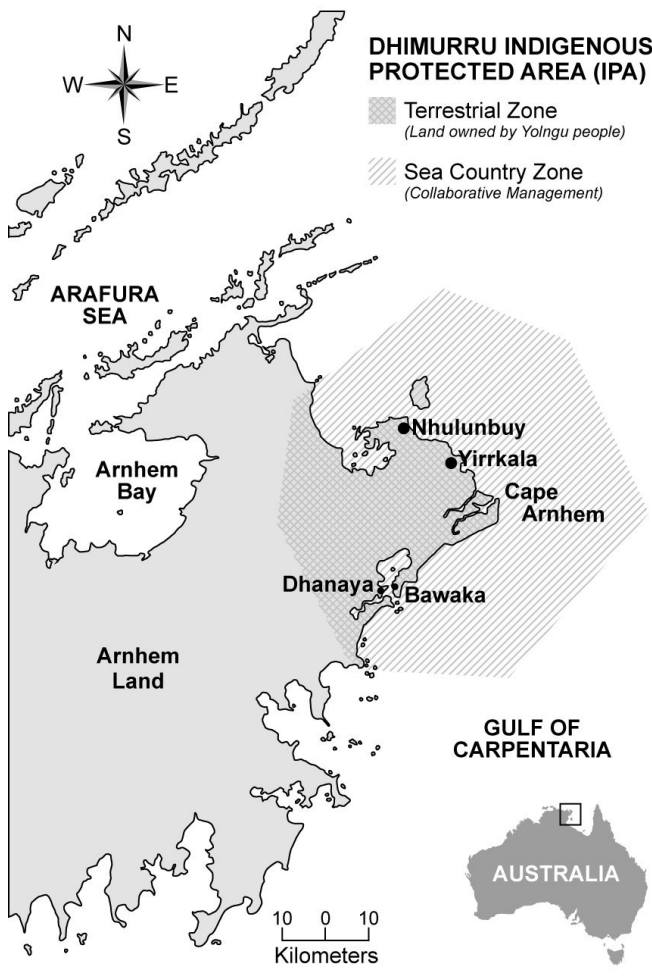 N
W E
S
DHIMURRU INDIGENOUS
PROTECTED AREA (IPA)
Terrestrial Zone
(Land owned by Yolngu people)
Sea Country Zone
(Collaborative Management)
ARAFURA
SEA
Nhulunbuy
Yirrkala
Arnhem
Bay
Cape
Arnhem
Dhanaya
Bawaka
Arnhem
Land
GULF OF
CARPENTARIA
AUSTRALIA
10 0 10
Kilometers